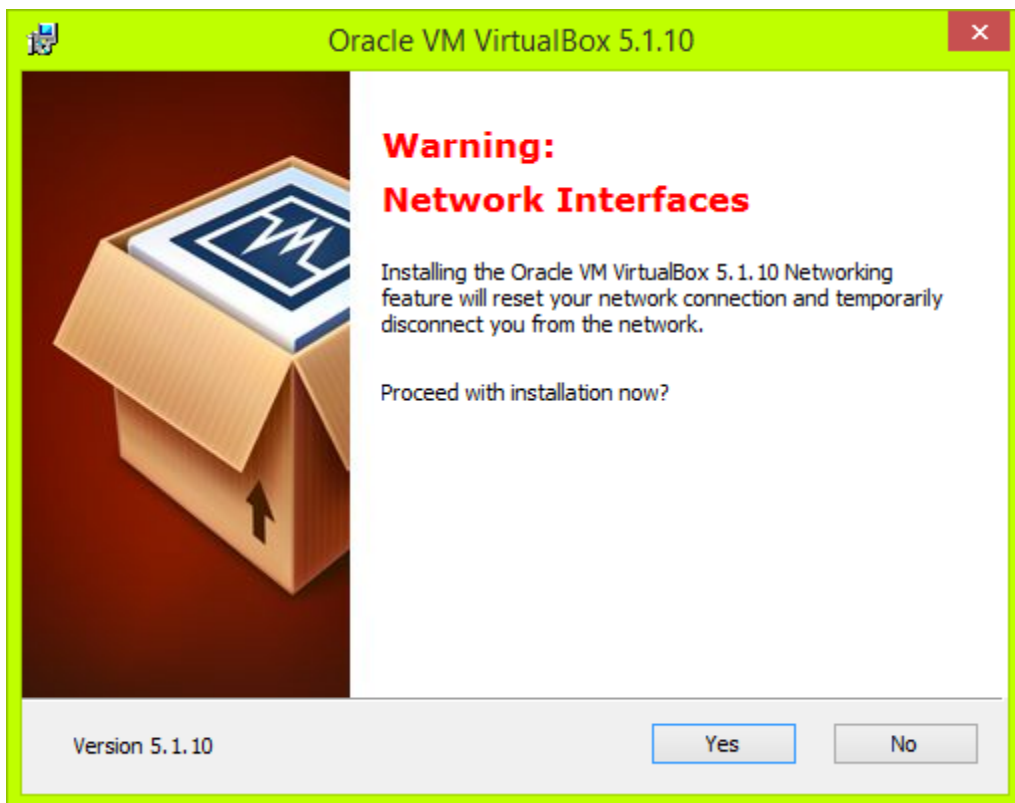 Oracle VM VirtualBox 5.1.10
Warning:
Network Interfaces
Installing the Oracle VM VirtualBox 5.1.10 Networking
feature will reset your network connection and temporarily
disconnect you from the network.
Proceed with installation now?
Version 5.1.10
Yes
No